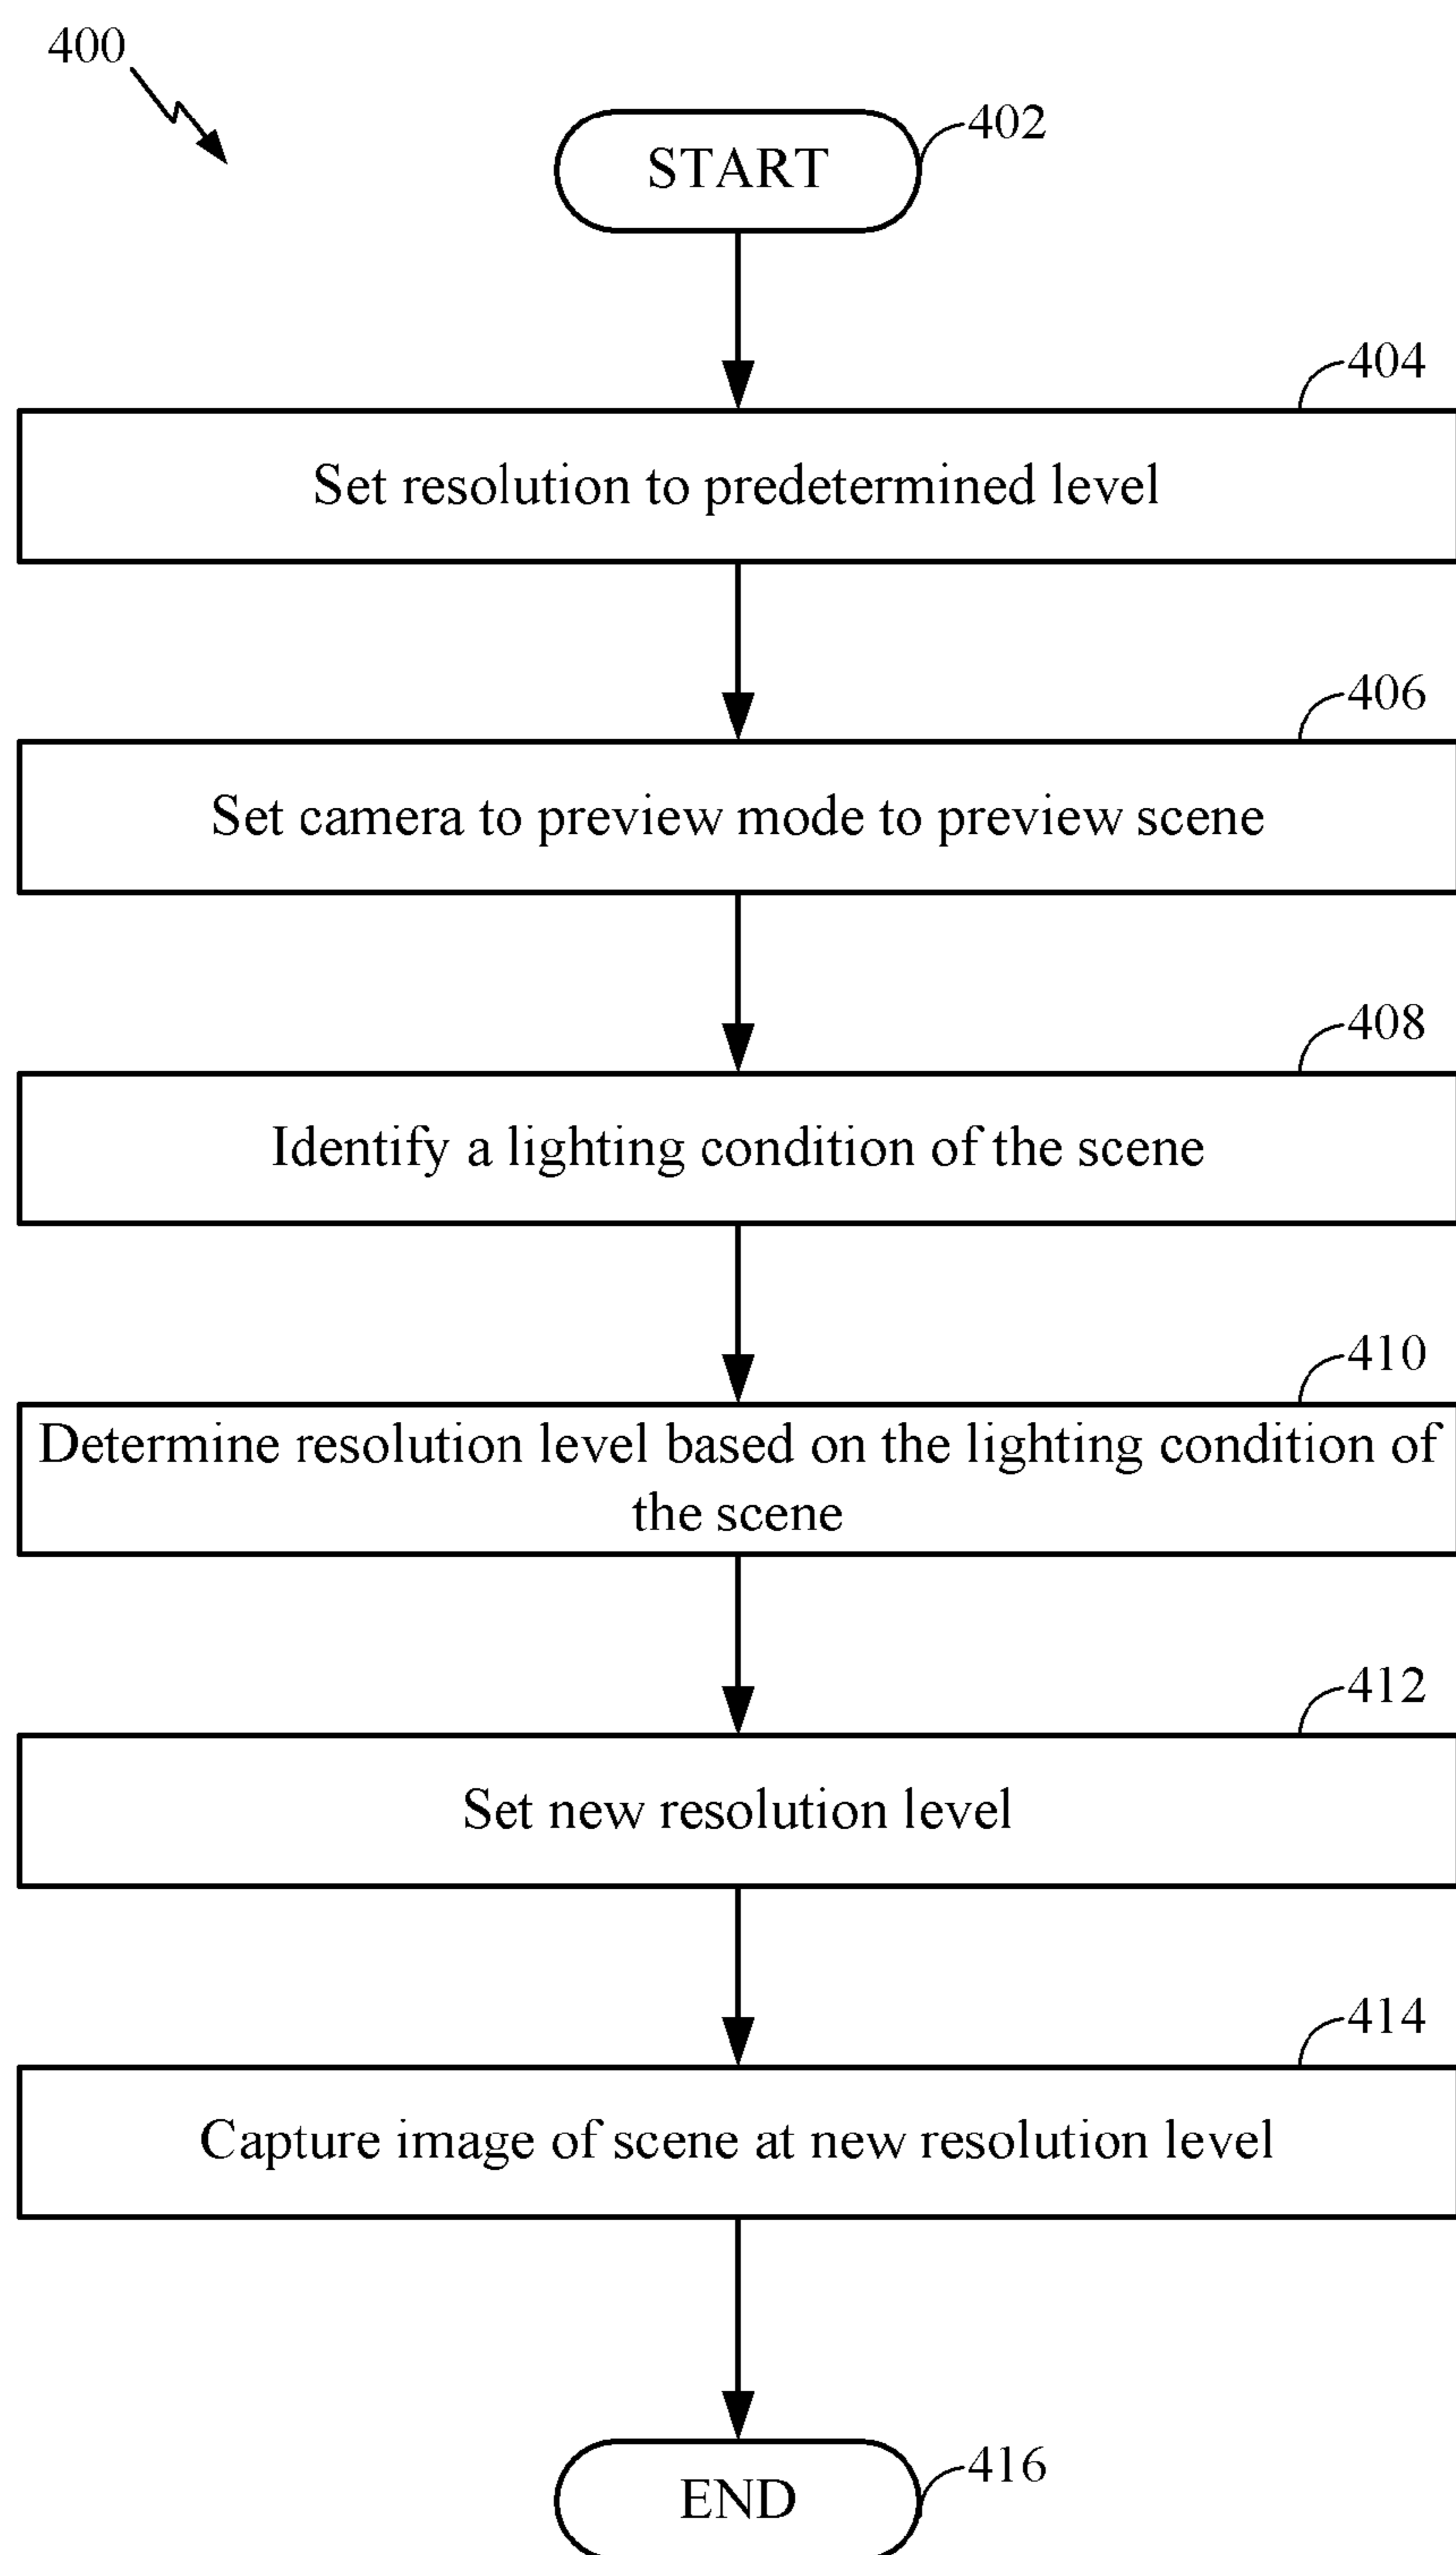 400
START
402
404
Set resolution to predetermined level
406
Set camera to preview mode to preview scene
408
Identify a lighting condition of the scene
410
Determine resolution level based on the lighting condition of
the scene
412
Set new resolution level
414
Capture image of scene at new resolution level
416
END